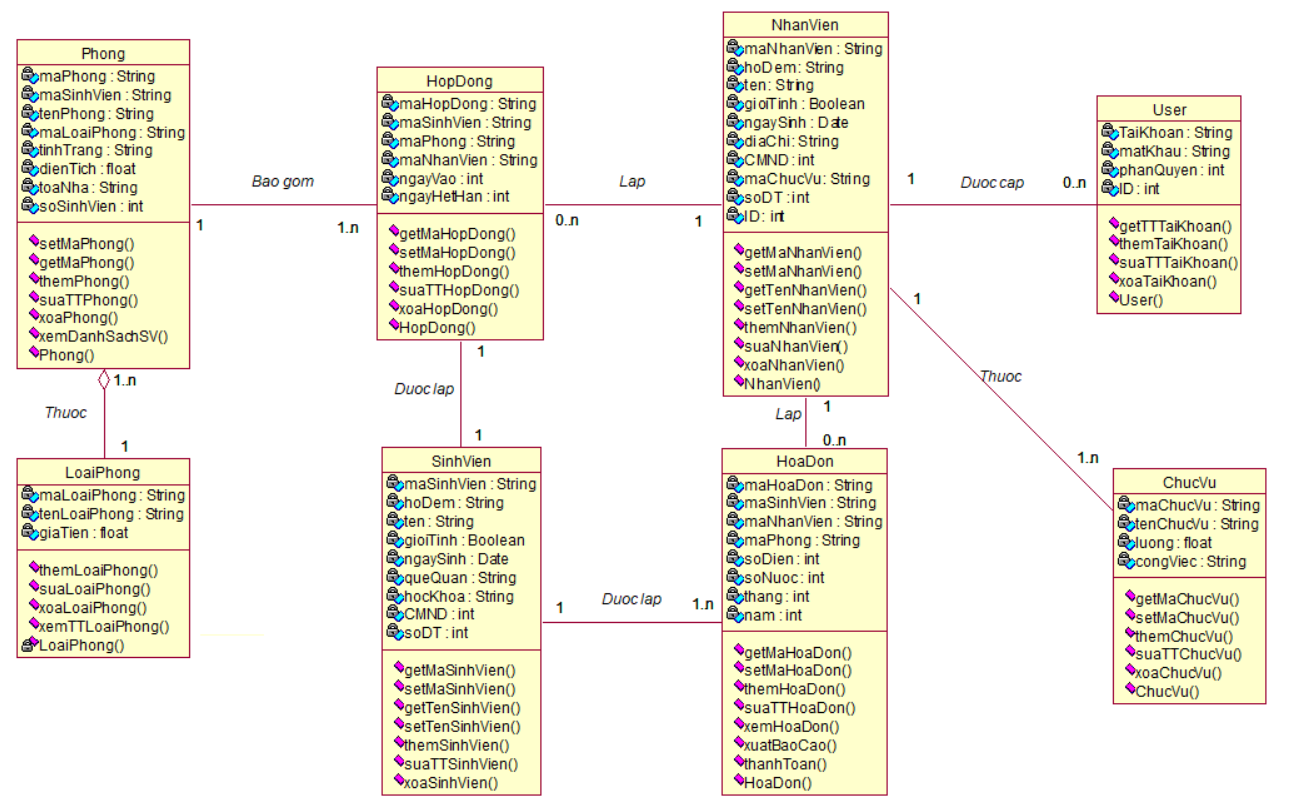 Phong
maPhong : String
maSinhVien : String
tenPhong : String
maLoaiPhong : String
tinhTrang : String
dienTich : float
toaNha : String
soSinhVien : int
setMaPhong()
getMaPhong()
themPhong()
suaTTPhong()
xoaPhong()
xemDanhSachSV()
Phong()
1
Bao gom
1..n
HopDong
maHopDong : String
maSinhVien : String
maPhong : String
maNhanVien : String
ngayVao : int
ngayHetHan : int
getMaHopDong()
setMaHopDong()
themHopDong()
suaTTHopDong()
xoaHopDong()
HopDong()
0..n
Lap
1
NhanVien
maNhanVien : String
hoDem : String
ten : String
gioiTinh : Boolean
ngaySinh : Date
diaChi : String
CMND : int
maChucVu : String
soDT : int
ID : int
getMaNhanVien()
setMaNhanVien()
getTenNhanVien()
setTenNhanVien()
themNhanVien()
suaNhanVien()
xoaNhanVien()
NhanVien()
1
Duoc cap
0..n
User
TaiKhoan : String
matKhau : String
phanQuyen : int
ID : int
getTTTaiKhoan()
themTaiKhoan()
suaTTTaiKhoan()
xoaTaiKhoan()
User()
1..n
Thuoc
1
LoaiPhong
maLoaiPhong : String
tenLoaiPhong : String
giaTien : float
themLoaiPhong()
suaLoaiPhong()
xoaLoaiPhong()
xemTTLoaiPhong()
LoaiPhong()
1
Duoc lap
1
SinhVien
maSinhVien : String
hoDem : String
ten : String
gioiTinh : Boolean
ngaySinh : Date
queQuan : String
hocKhoa : String
CMND : int
soDT : int
getMaSinhVien()
setMaSinhVien()
getTenSinhVien()
setTenSinhVien()
themSinhVien()
suaTTSinhVien()
xoaSinhVien()
1
Duoc lap
1..n
1
Lap
0..n
HoaDon
maHoaDon : String
maSinhVien : String
maNhanVien : String
maPhong : String
soDien : int
soNuoc : int
thang : int
nam : int
getMaHoaDon()
setMaHoaDon()
themHoaDon()
suaTTHoaDon()
xemHoaDon()
xuatBaoCao()
thanhToan()
HoaDon()
1
Thuoc
1..n
ChucVu
maChucVu : String
tenChucVu : String
luong : float
congViec : String
getMaChucVu()
setMaChucVu()
themChucVu()
suaTTChucVu()
xoaChucVu()
ChucVu()